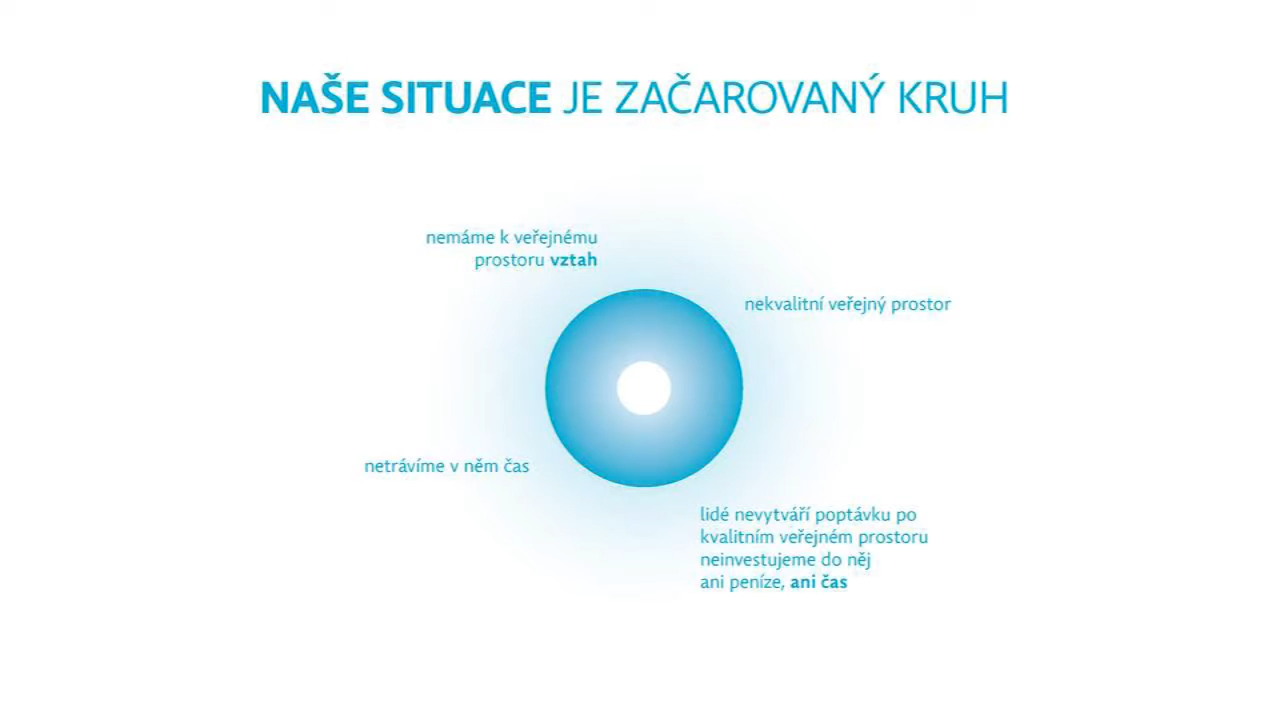 NAŠE SITUACE JE ZAČAROVANÝ KRUH
nemáme k veřejnému
prostoru vztah
nekvalitní veřejný prostor
netrávíme v něm čas
lidé nevytváří poptávku po
kvalitním veřejném prostoru
neinvestujeme do něj
ani peníze, ani čas